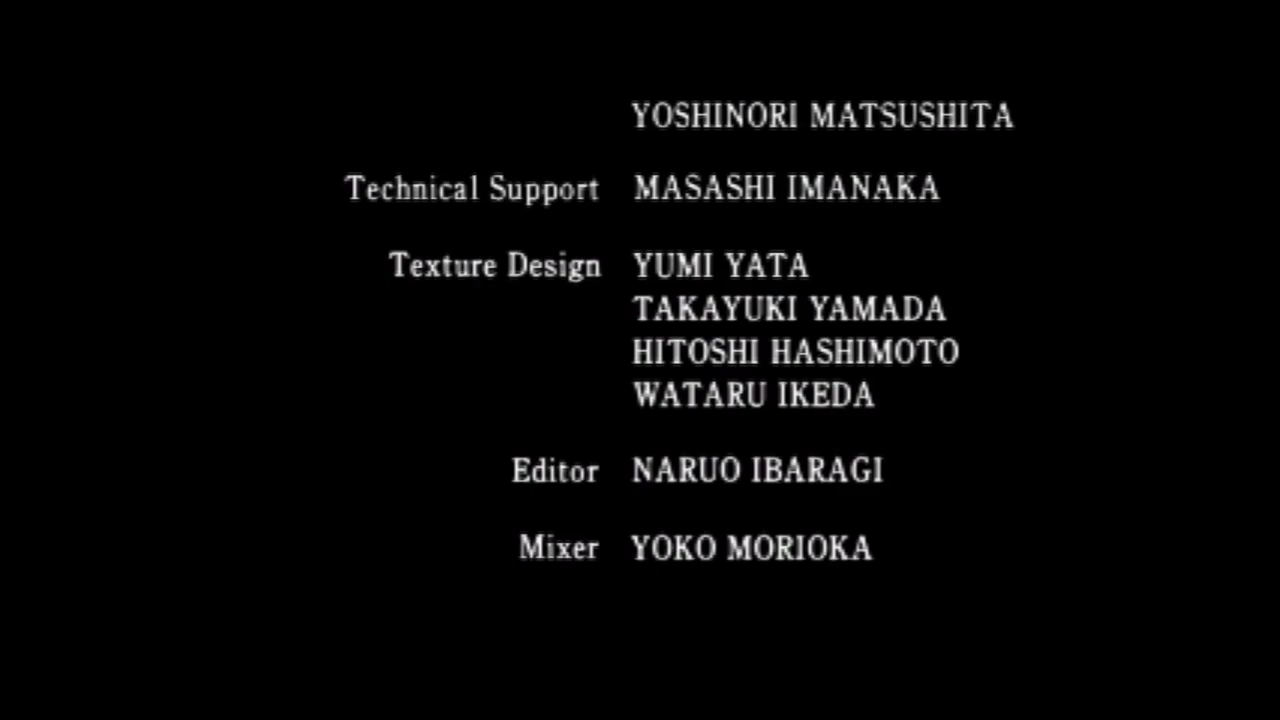 YOSHINORI MATSUSHITA
Technical Support MASASHI IMANAKA
Texture Design YUMI YATA
TAKAYUKI YAMADA
HITOSHI HASHIMOTO
WATARU IKEDA
Editor NARUO IBARAGI
Mixer YOKO MORIOKA